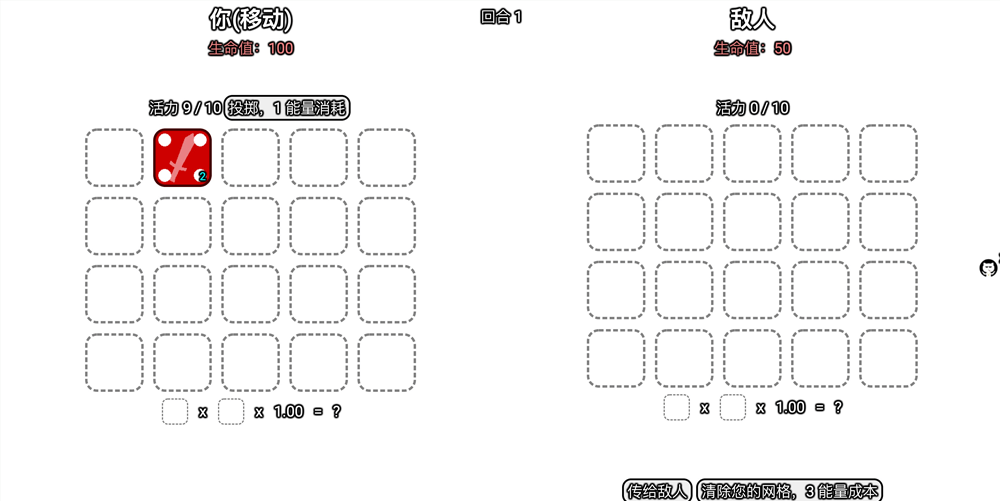 你(移动)
生命值：100
回合 1
敌人
生命值：50
活力 9 / 10 投掷，1 能量消耗
活力 0 / 10
2
x x 1.00 = ?
x x 1.00 = ?
传给敌人 清除您的网格，3 能量成本